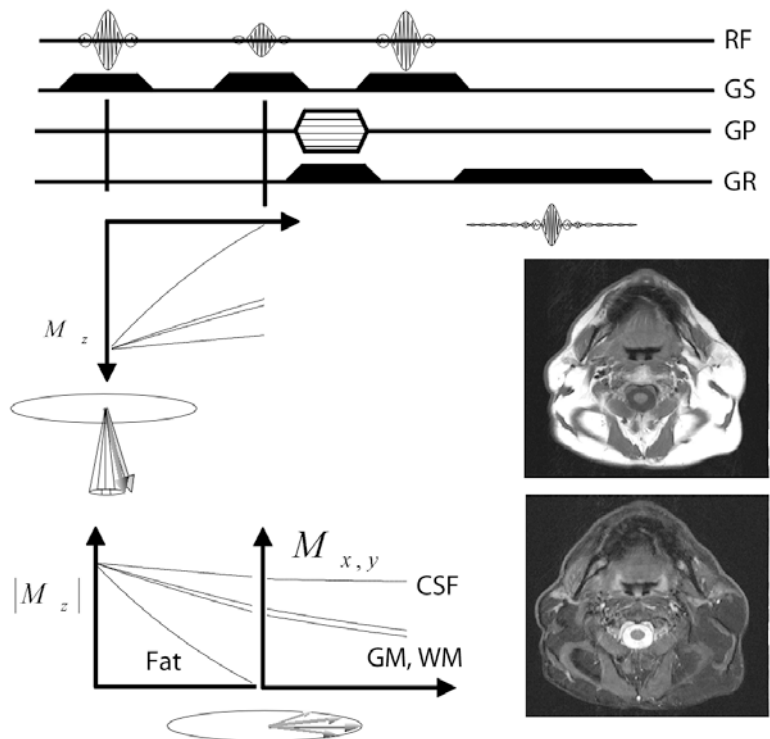 RF
GS
GP
GR
M z
M x, y
|M z|
CSF
Fat
GM, WM